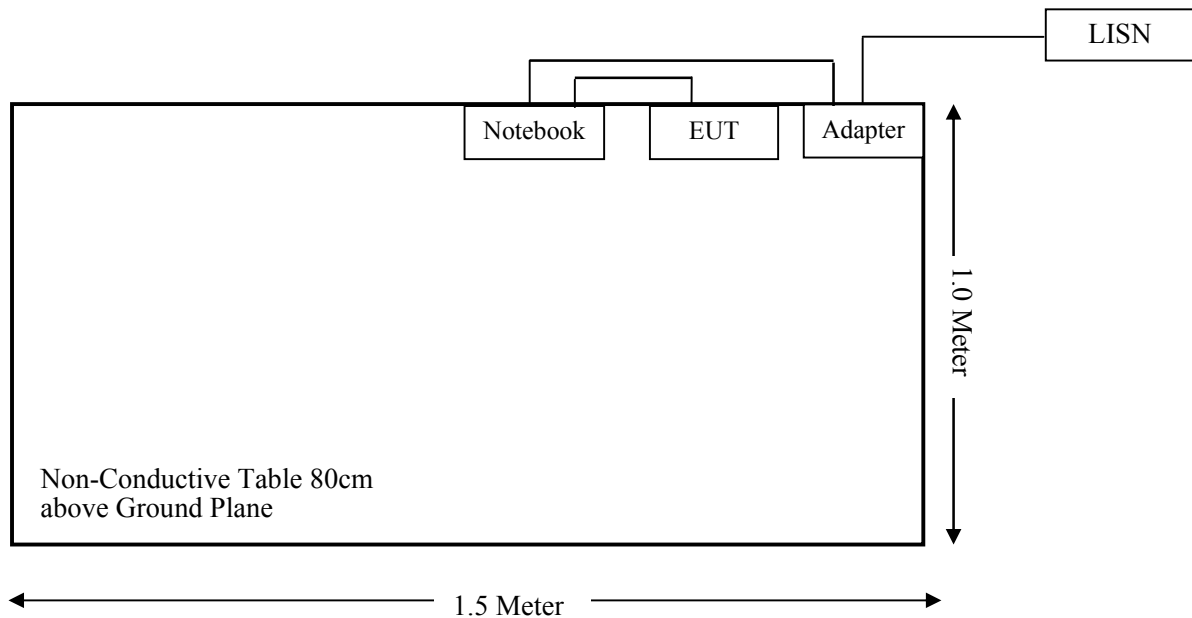 LISN
Notebook
EUT
Adapter
1.0 Meter
Non-Conductive Table 80cm
above Ground Plane
1.5 Meter